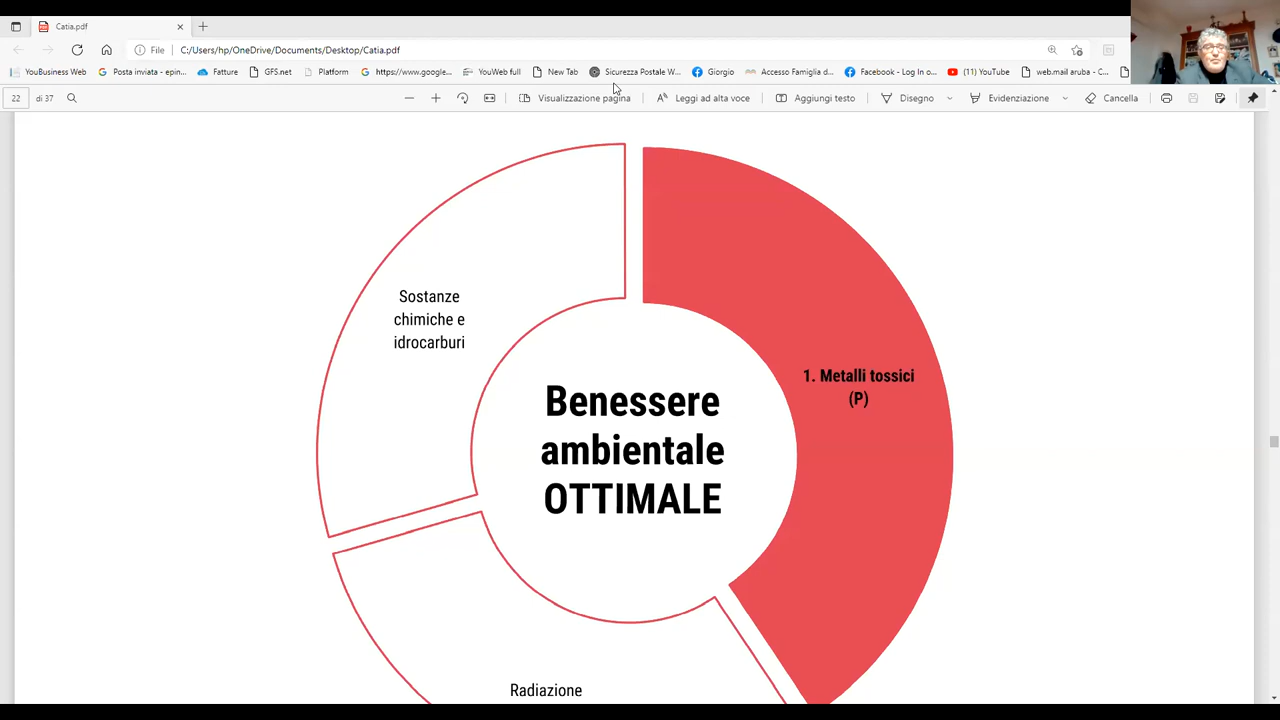 Catia.pdf
File
C:/Users/hp/OneDrive/Documents/Desktop/Catia.pdf
YouBusiness Web
Posta inviata - epin...
Fatture
GFS.net
Platform
https://www.google...
YouWeb full
New Tab
Sicurezza Postale W...
Giorgio
Accesso Famiglia d...
Facebook - Log In o...
(11) YouTube
web.mail aruba - C...
22
di 37
Visualizzazione pagina
Leggi ad alta voce
Aggiungi testo
Disegno
Evidenziazione
Cancella
Sostanze
chimiche e
idrocarburi
1. Metalli tossici
(P)
Benessere
ambientale
OTTIMALE
Radiazione